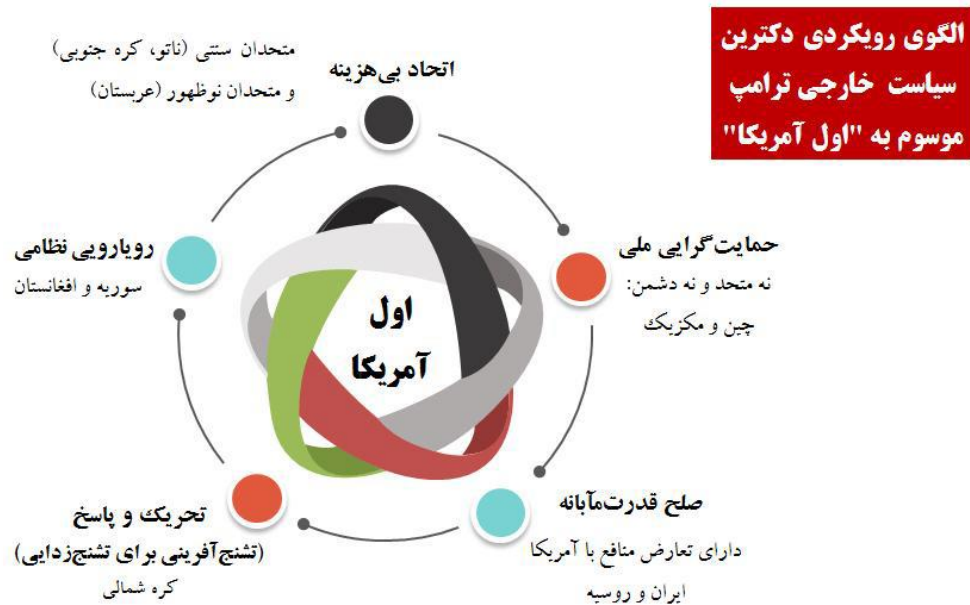 الگوی رویکردی دکترین
سیاست خارجی ترامپ
موسوم به "اول آمریکا"
اتحاد بی‌هزینه
متحدان سنتی (ناتو، کره جنوبی)
و متحدان نوظهور (عربستان)
حمایت‌گرایی ملی
نه متحد و نه دشمن:
چین و مکزیک
صلح قدرت‌مآبانه
دارای تعارض منافع با آمریکا
ایران و روسیه
تحریک و پاسخ
(تشنج‌آفرینی برای تشنج‌زدایی)
کره شمالی
رویارویی نظامی
سوریه و افغانستان
اول
آمریکا